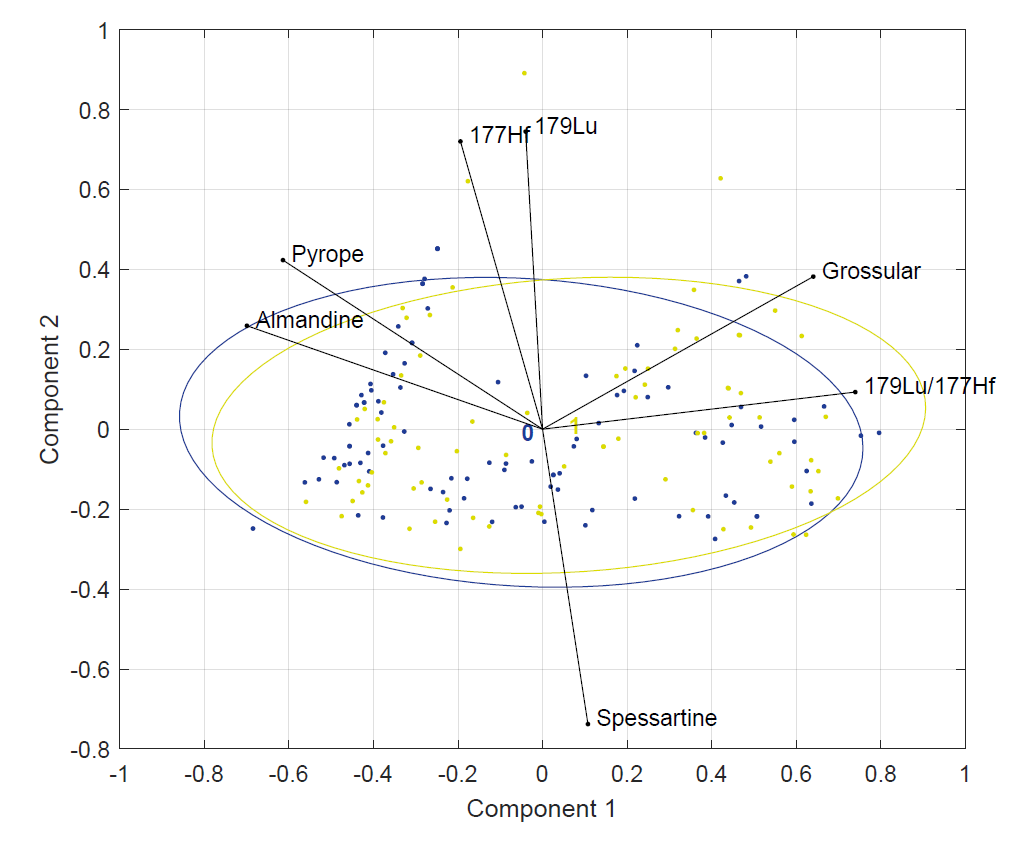 1
0.8
0.6
0.4
0.2
0
-0.2
-0.4
-0.6
-0.8
Component 2
177Hf
179Lu
Pyrope
Almandine
Grossular
179Lu/177Hf
0
1
Spessartine
-1 -0.8 -0.6 -0.4 -0.2 0 0.2 0.4 0.6 0.8 1
Component 1